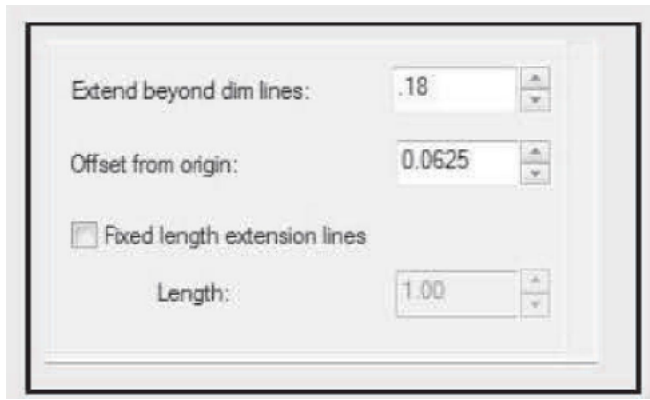 Extend beyond dim lines: .18
Offset from origin: 0.0625
Fixed length extension lines
Length: 1.00